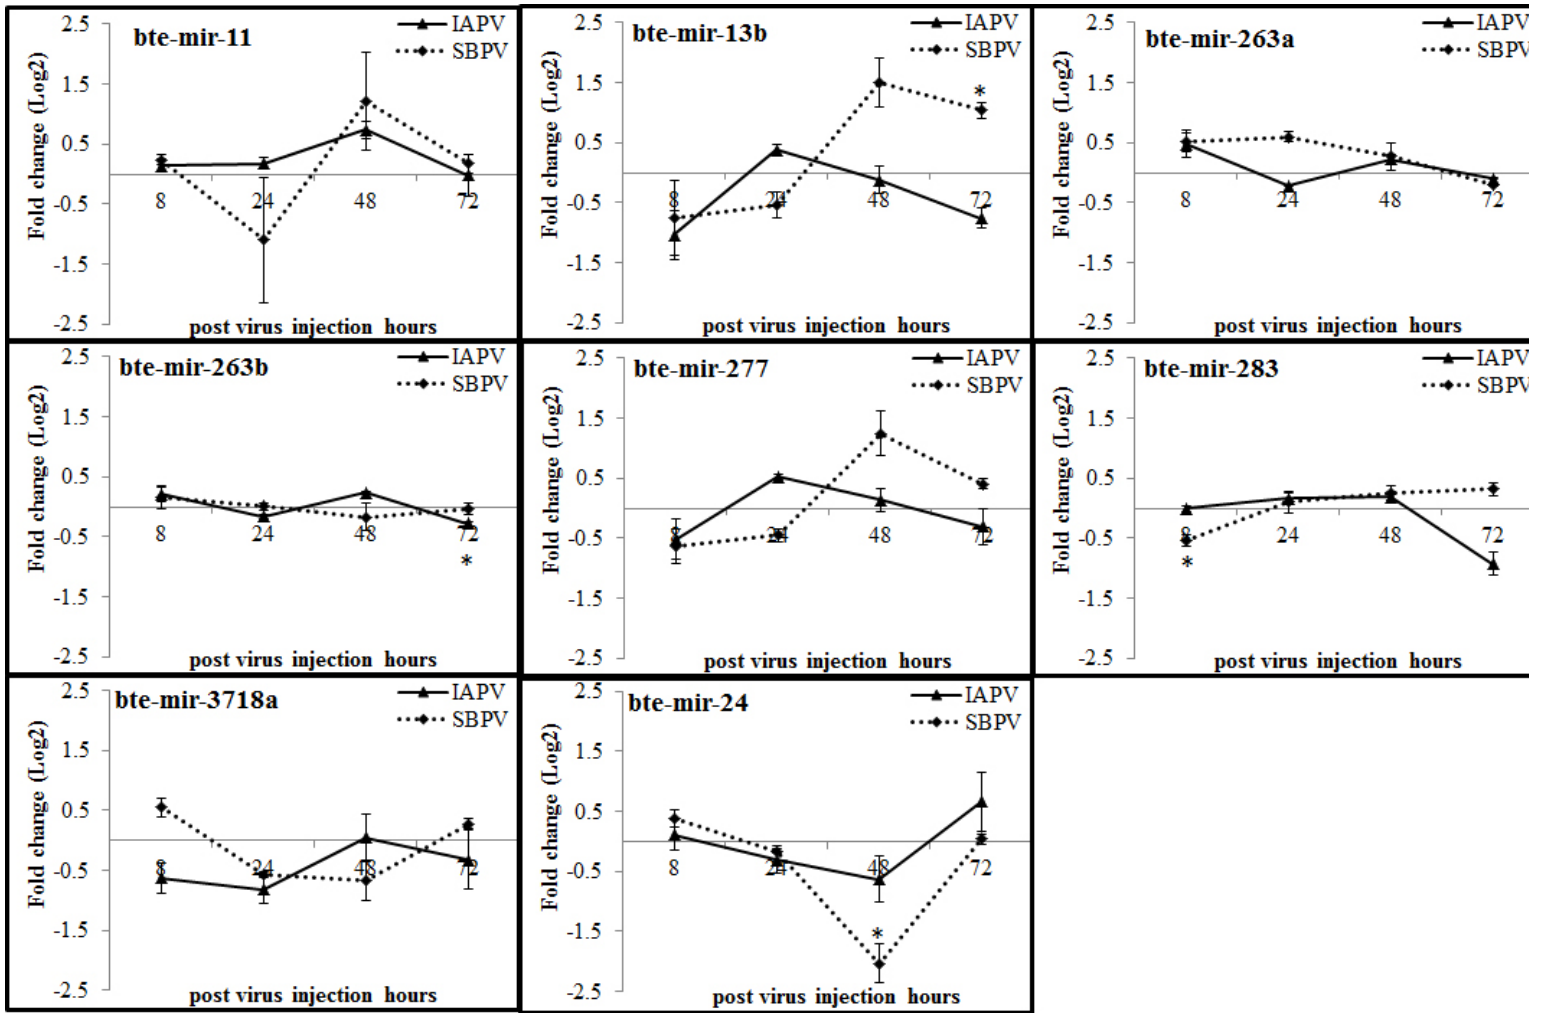 bte-mir-11
IAPV
SBPV
Fold change (Log2)
2.5
1.5
0.5
-0.5
-1.5
-2.5
8 24 48 72
post virus injection hours
bte-mir-13b
IAPV
SBPV
Fold change (Log2)
2.5
1.5
0.5
-0.5
-1.5
-2.5
8 24 48 72
*
post virus injection hours
bte-mir-263a
IAPV
SBPV
Fold change (Log2)
2.5
1.5
0.5
-0.5
-1.5
-2.5
8 24 48 72
post virus injection hours
bte-mir-263b
IAPV
SBPV
Fold change (Log2)
2.5
1.5
0.5
-0.5
-1.5
-2.5
8 24 48 72
*
post virus injection hours
bte-mir-277
IAPV
SBPV
Fold change (Log2)
2.5
1.5
0.5
-0.5
-1.5
-2.5
8 24 48 72
post virus injection hours
bte-mir-283
IAPV
SBPV
Fold change (Log2)
2.5
1.5
0.5
-0.5
-1.5
-2.5
8 24 48 72
*
post virus injection hours
bte-mir-3718a
IAPV
SBPV
Fold change (Log2)
2.5
1.5
0.5
-0.5
-1.5
-2.5
8 24 48 72
post virus injection hours
bte-mir-24
IAPV
SBPV
Fold change (Log2)
2.5
1.5
0.5
-0.5
-1.5
-2.5
8 24 48 72
*
post virus injection hours